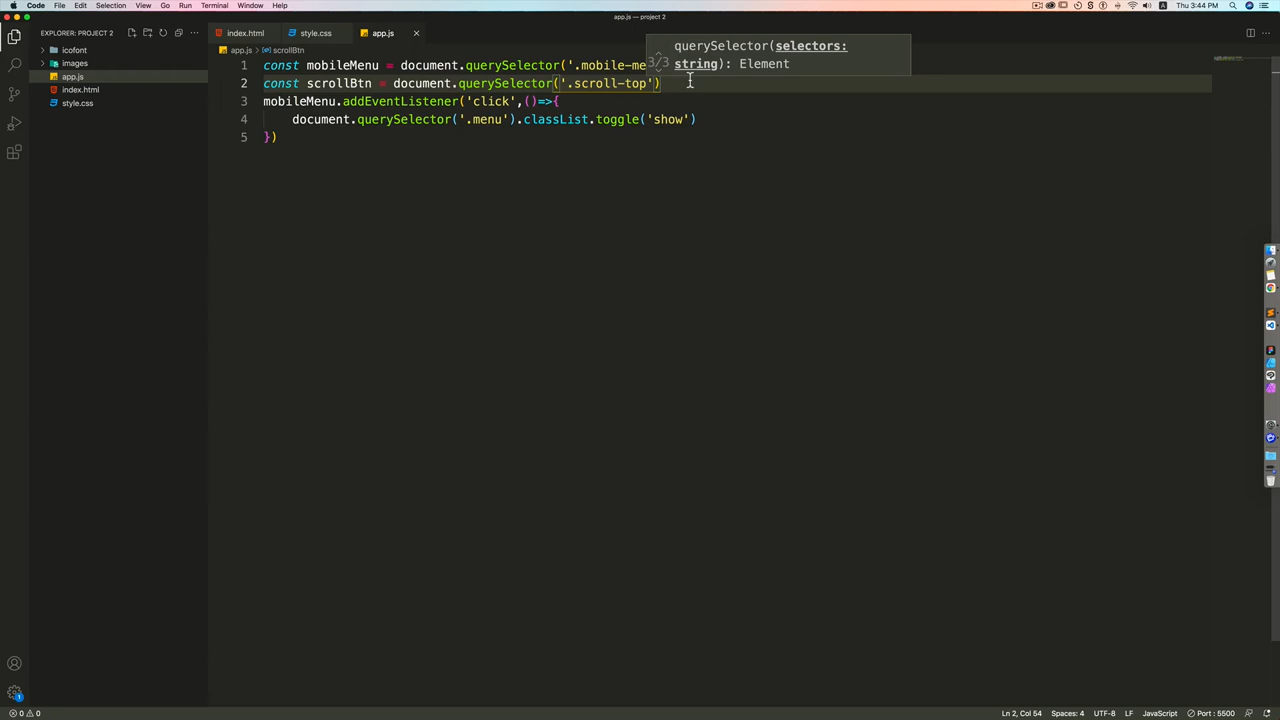 Code File Edit Selection View Go Run Terminal Window Help
Thu 3:44 PM
app.js — project 2
EXPLORER: PROJECT 2
icofont
images
app.js
index.html
style.css
index.html style.css app.js
app.js scrollBtn
querySelector(selectors:
3/3 string): Element
1 const mobileMenu = document.querySelector('.mobile-me
2 const scrollBtn = document.querySelector('.scroll-top')
3 mobileMenu.addEventListener('click',()=>{
4 document.querySelector('.menu').classList.toggle('show')
5 })
0 0
Ln 2, Col 54 Spaces: 4 UTF-8 LF JavaScript Port : 5500